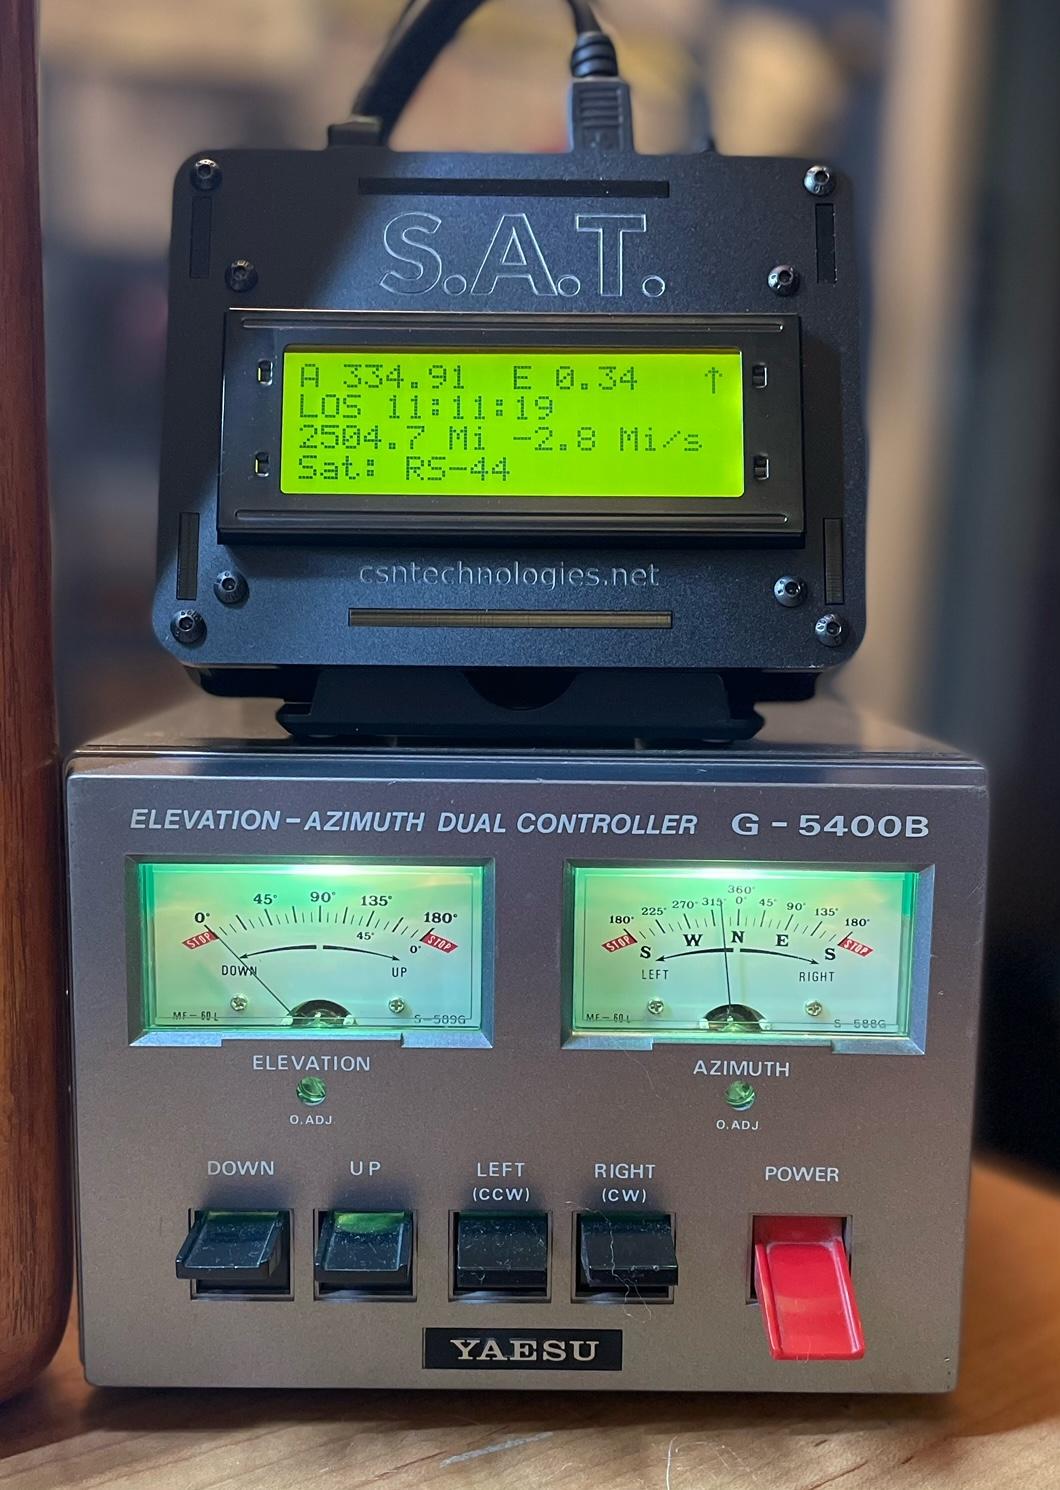 S.A.T.
A 334.91 E 0.34 ↑
LOS 11:11:19
2504.7 Mi -2.8 Mi/s
Sat: RS-44
csntechnologies.net
ELEVATION-AZIMUTH DUAL CONTROLLER G-5400B
0° 45° 90° 135° 180°
STOP 45° 0° STOP
DOWN UP
MF-60L S-589G
360°
180° 225° 270° 315° 0° 45° 90° 135° 180°
STOP S W N E S STOP
LEFT RIGHT
MF-60L S-588G
ELEVATION AZIMUTH
O.ADJ O.ADJ
DOWN UP LEFT RIGHT POWER
(CCW) (CW)
YAESU